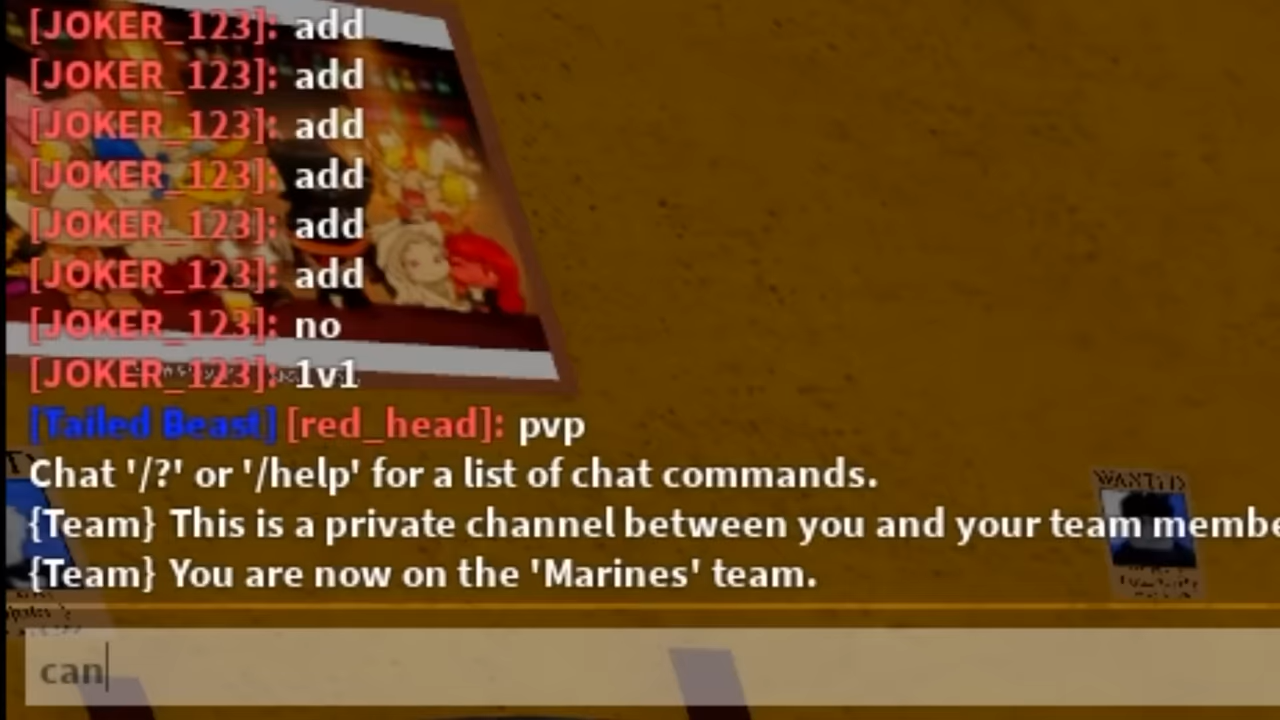 [JOKER_123]: add
[JOKER_123]: add
[JOKER_123]: add
[JOKER_123]: add
[JOKER_123]: add
[JOKER_123]: add
[JOKER_123]: no
[JOKER_123]: 1v1
[Tailed Beast] [red_head]: pvp
Chat '/?' or '/help' for a list of chat commands.
{Team} This is a private channel between you and your team membe
{Team} You are now on the 'Marines' team.
WANTED
can